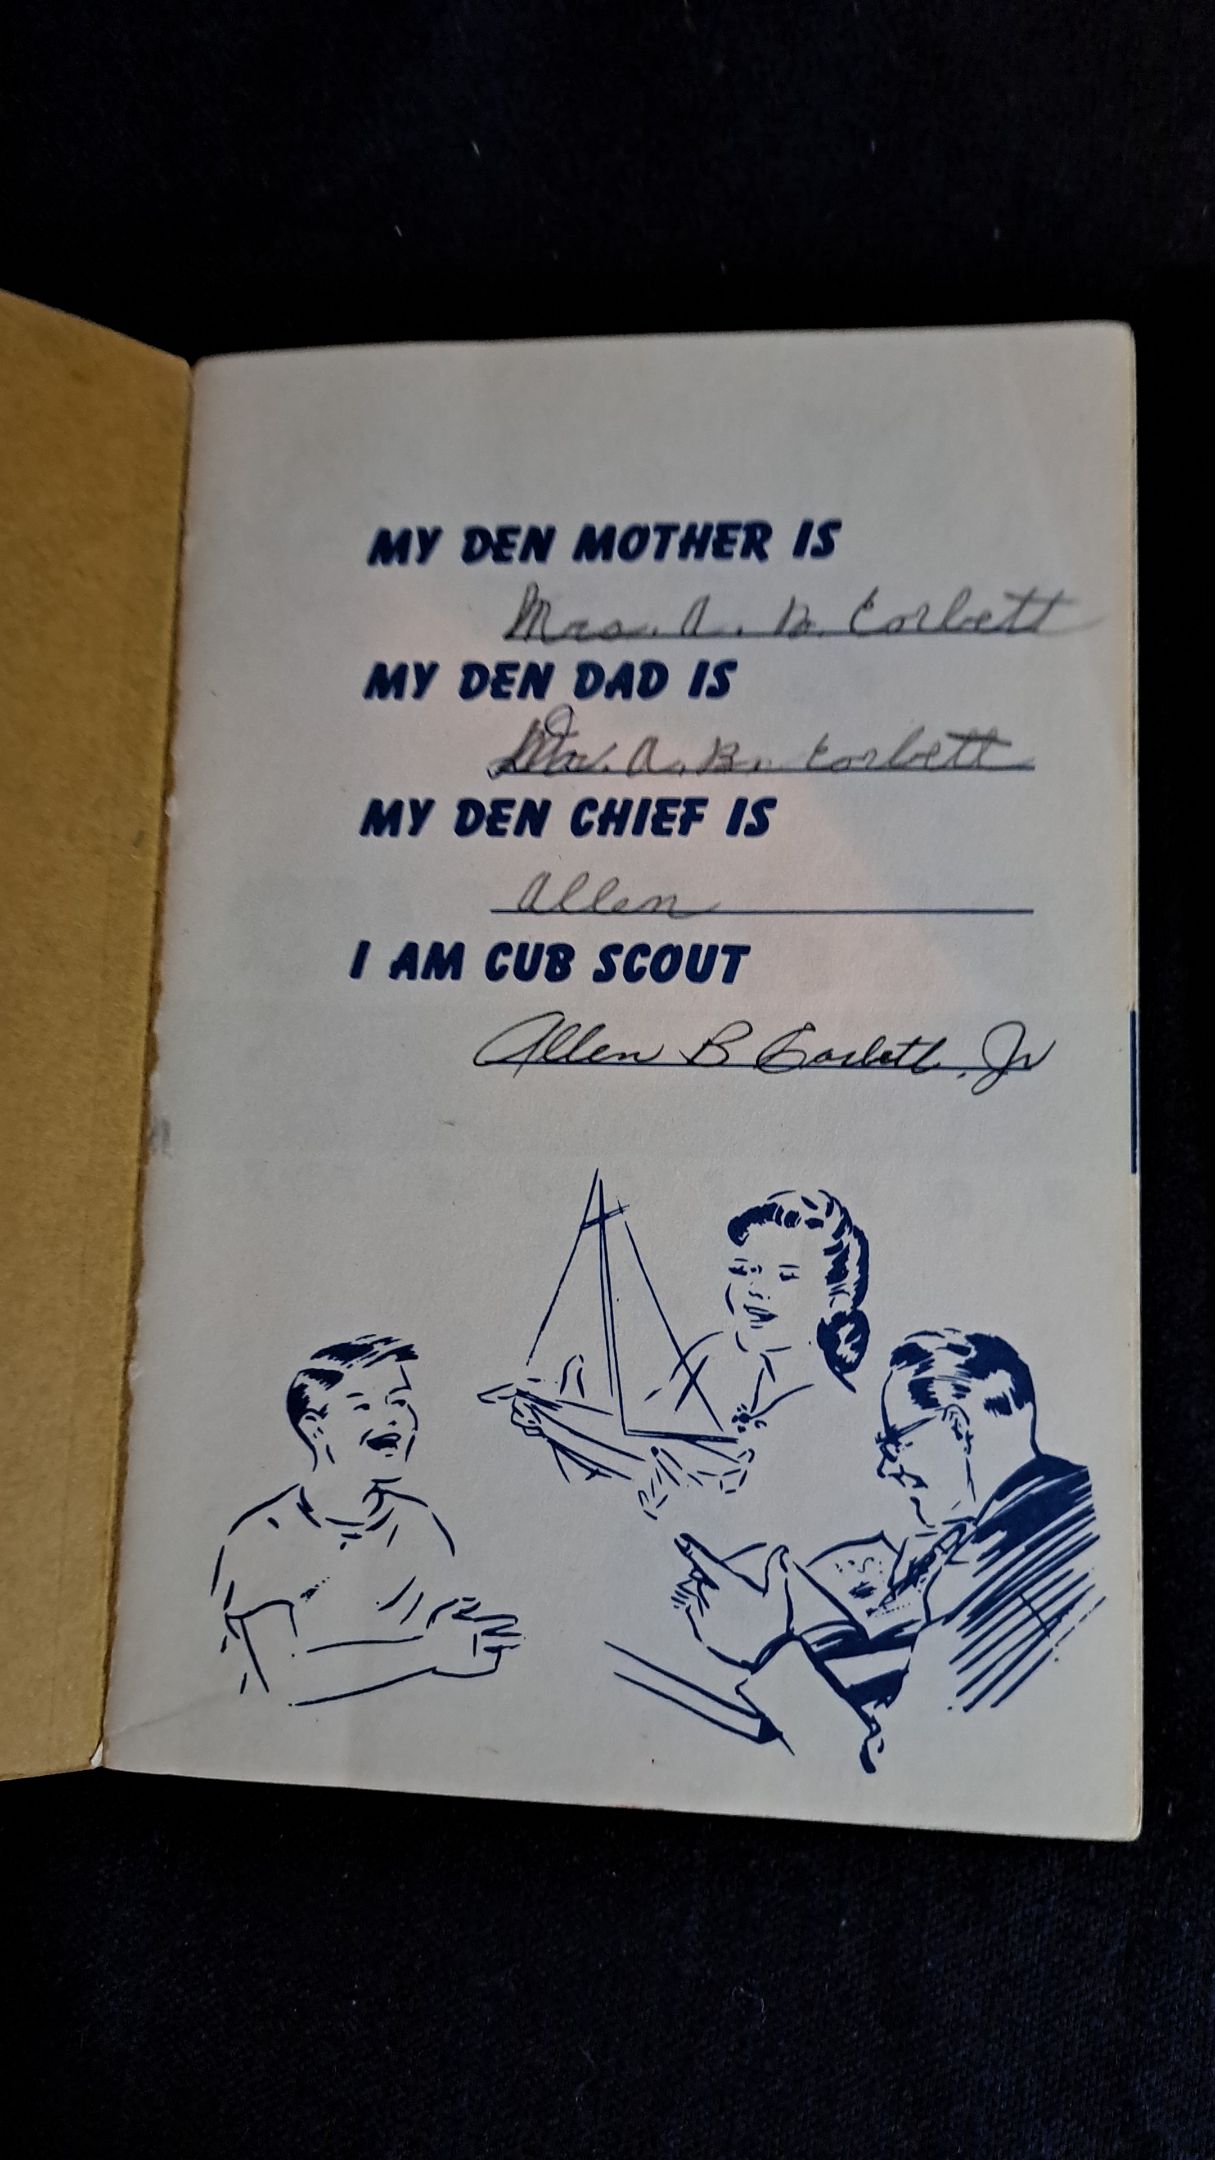 MY DEN MOTHER IS
Mrs. A. B. Corbett
MY DEN DAD IS
Mr. A. B. Corbett
MY DEN CHIEF IS
Allen
I AM CUB SCOUT
Allen B Corbett, Jr